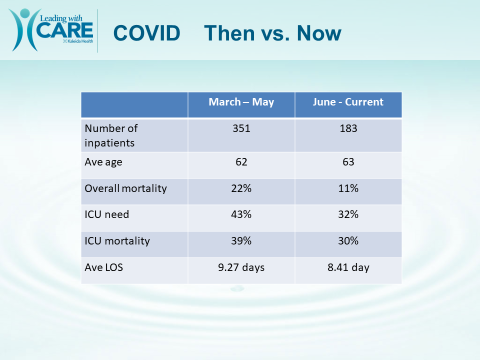 Leading with
CARE
Kaleida Health
COVID Then vs. Now
March – May June - Current
Number of
inpatients 351 183
Ave age 62 63
Overall mortality 22% 11%
ICU need 43% 32%
ICU mortality 39% 30%
Ave LOS 9.27 days 8.41 day